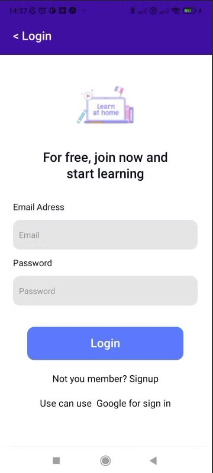 14:37
< Login
Learn
at home
For free, join now and
start learning
Email Adress
Email
Password
Password
Login
Not you member? Signup
Use can use Google for sign in